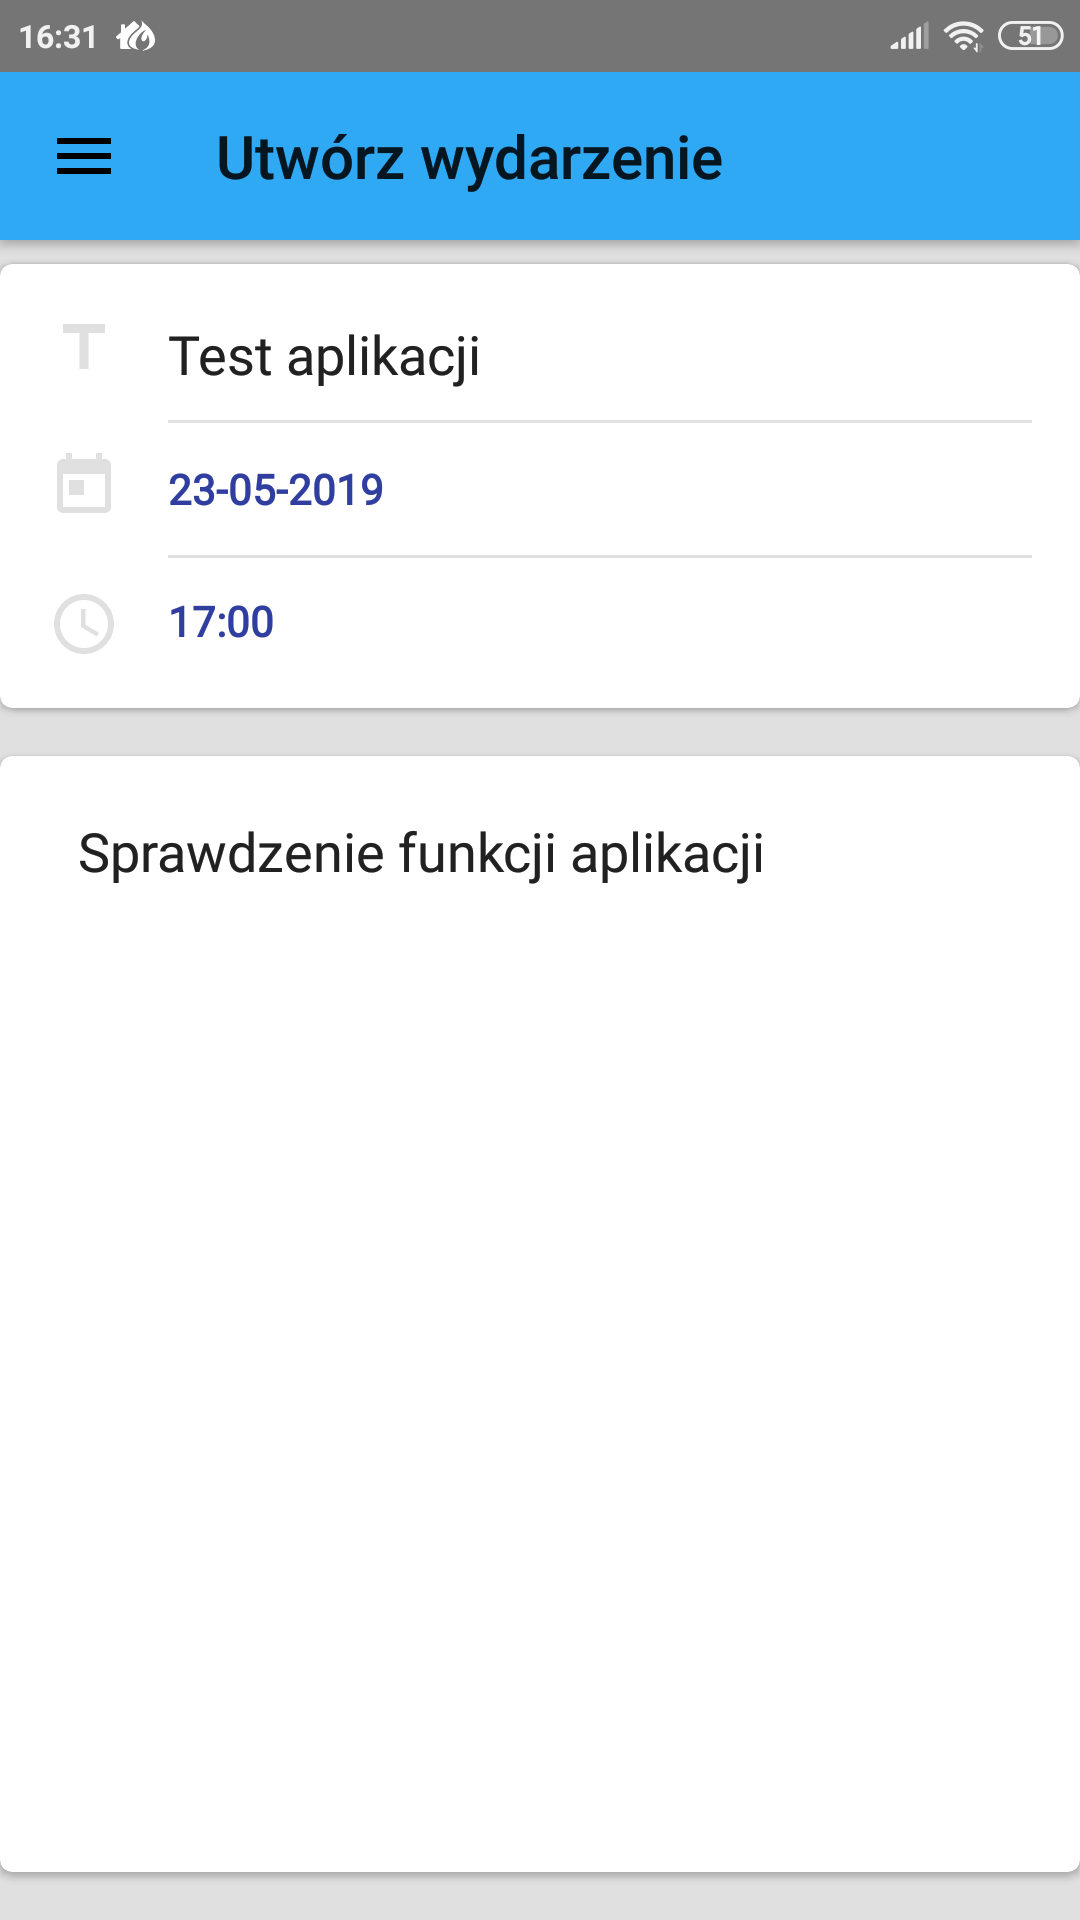 16:31
51
Utwórz wydarzenie
Test aplikacji
23-05-2019
17:00
Sprawdzenie funkcji aplikacji